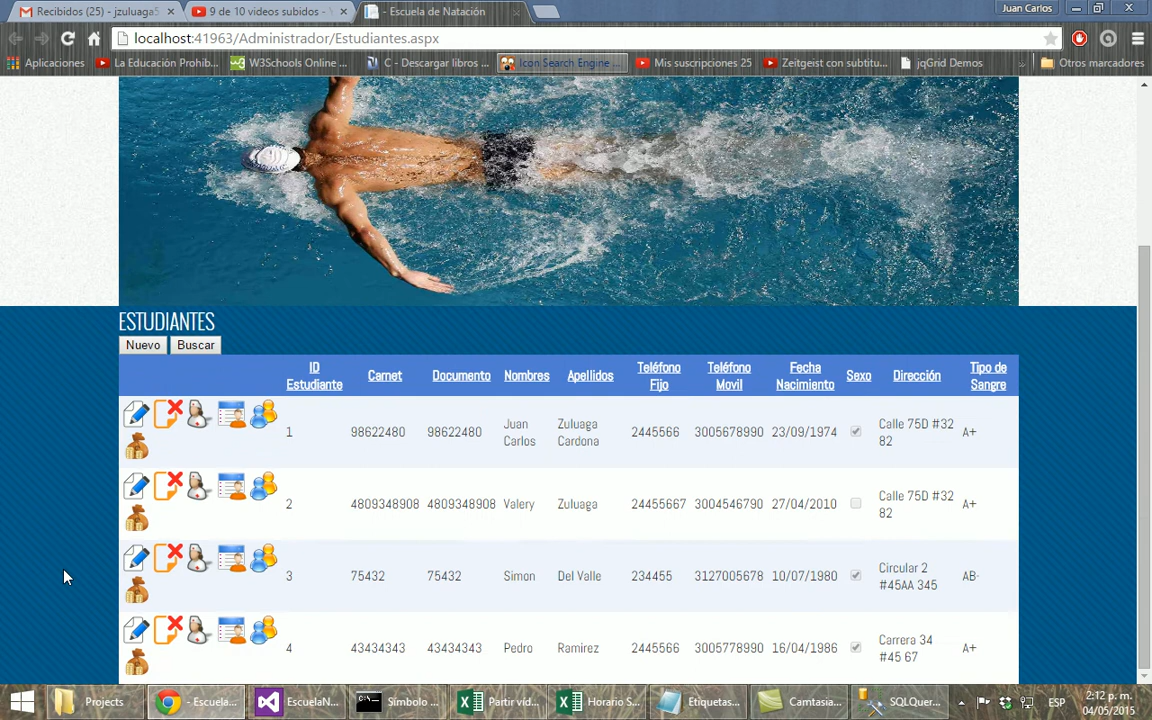 Recibidos (25) - jzuluaga5
9 de 10 videos subidos - Y
- Escuela de Natación
Juan Carlos
localhost:41963/Administrador/Estudiantes.aspx
Aplicaciones
La Educación Prohib...
W3Schools Online ...
C - Descargar libros ...
Icon Search Engine ...
Mis suscripciones 25
Zeitgeist con subtitu...
jqGrid Demos
»
Otros marcadores
ESTUDIANTES
Nuevo Buscar
ID Estudiante Carnet Documento Nombres Apellidos Teléfono Fijo Teléfono Movil Fecha Nacimiento Sexo Dirección Tipo de Sangre
1 98622480 98622480 Juan Carlos Zuluaga Cardona 2445566 3005678990 23/09/1974 Calle 75D #32 82 A+
2 4809348908 4809348908 Valery Zuluaga 24455667 3004546790 27/04/2010 Calle 75D #32 82 A+
3 75432 75432 Simon Del Valle 234455 3127005678 10/07/1980 Circular 2 #45AA 345 AB-
4 43434343 43434343 Pedro Ramirez 2445566 3005778990 16/04/1986 Carrera 34 #45 67 A+
Projects
- Escuela...
EscuelaN...
Símbolo ...
Partir vid...
Horario S...
Etiquetas...
Camtasia...
SQLQuer...
ESP
2:12 p. m.
04/05/2015